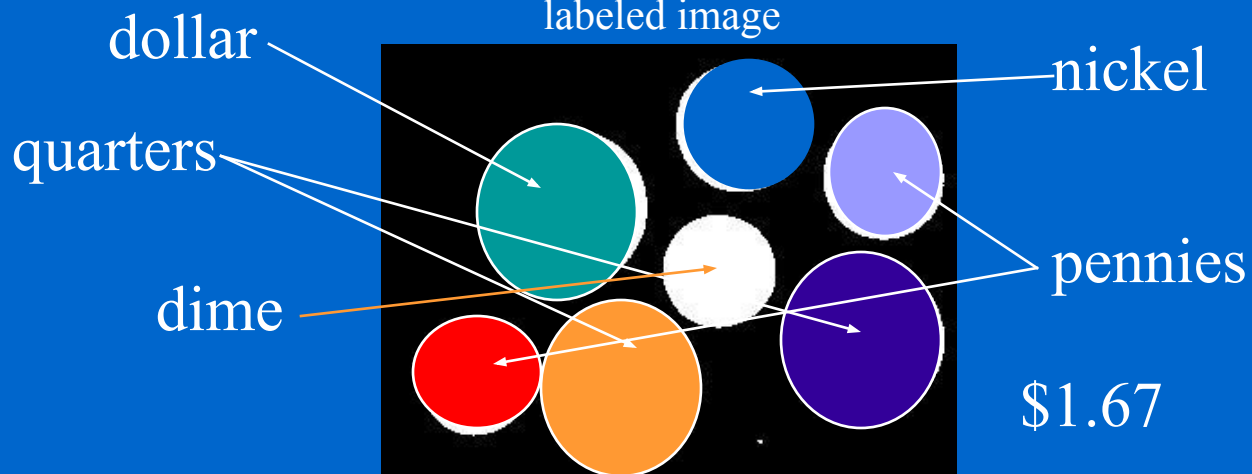 labeled image
dollar
nickel
quarters
pennies
dime
$1.67